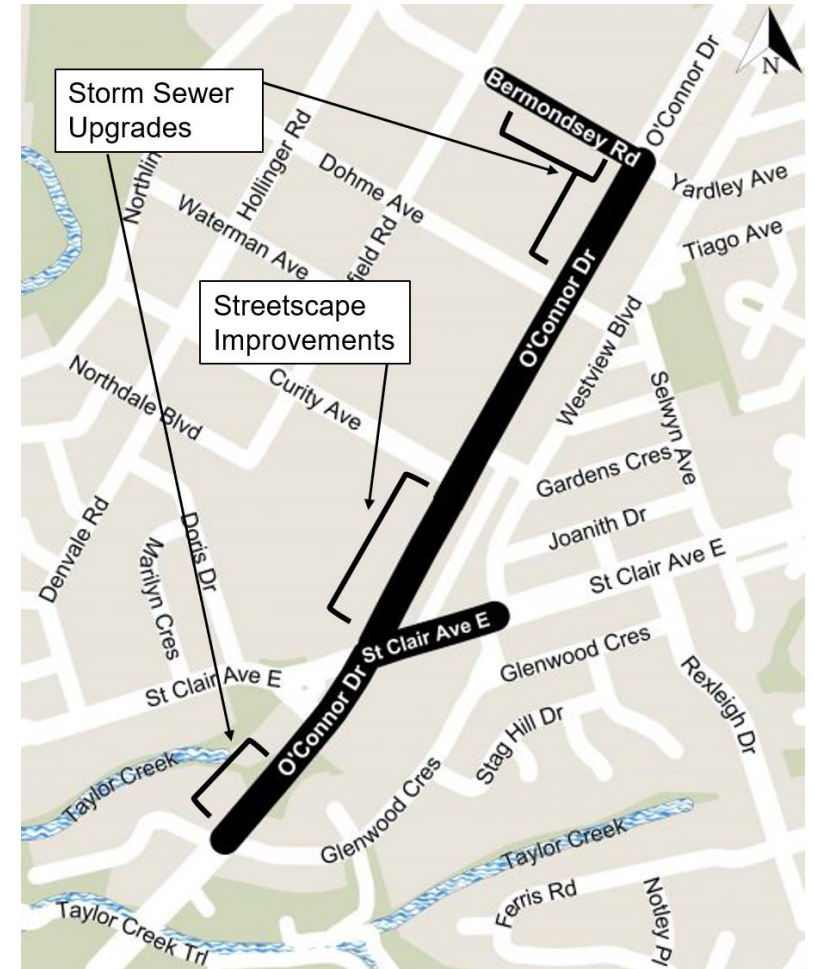 Storm Sewer
Upgrades
Bermondsey Rd
O'Connor Dr
N
Yardley Ave
Tiago Ave
Hollinger Rd
Dohme Ave
Waterman Ave
O'Connor Dr
Streetscape
Improvements
Westview Blvd
Northdale Blvd
Curity Ave
Selwyn Ave
Gardens Cres
Denvale Rd
Doris Dr
Marilyn Cres
Joanith Dr
St Clair Ave E
St Clair Ave E
St Clair Ave E
O'Connor Dr
Glenwood Cres
Rexleigh Dr
Stag Hill Dr
Taylor Creek
Glenwood Cres
Taylor Creek
Ferris Rd
Notley Pl
Taylor Creek Trl